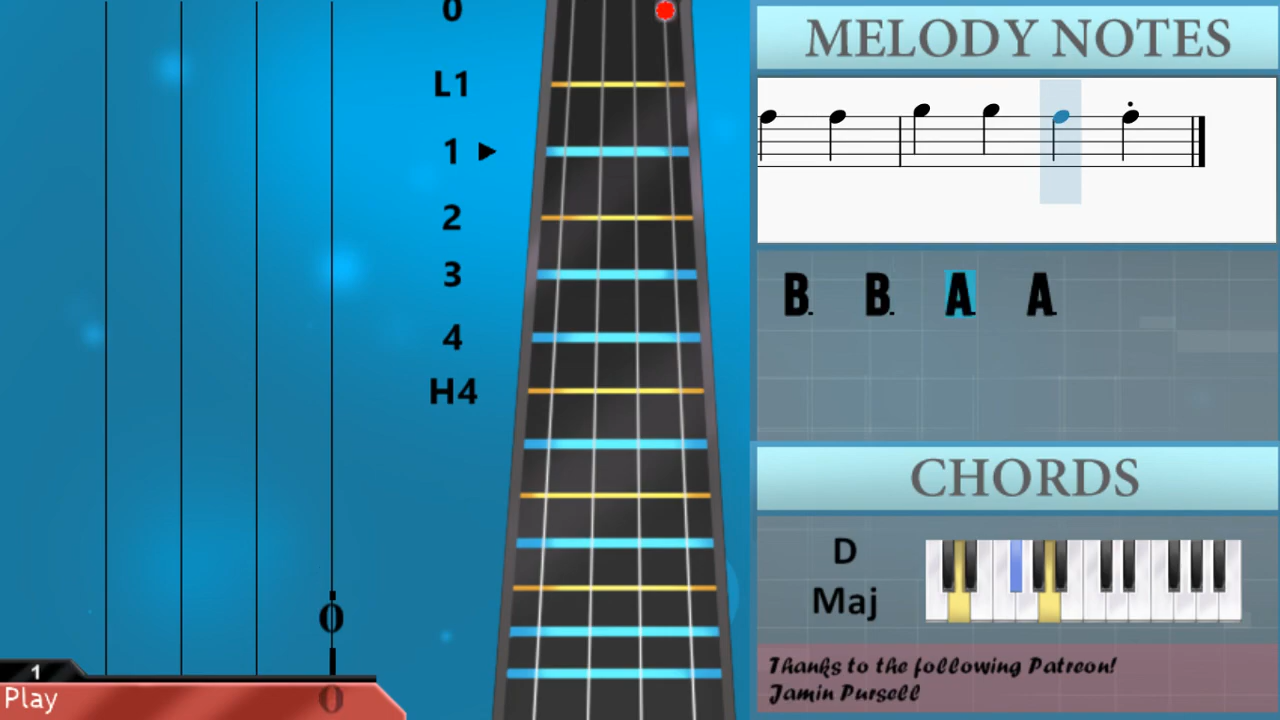 0
L1
1
2
3
4
H4
0
1
Play
0
MELODY NOTES
B. B. A. A.
CHORDS
D
Maj
Thanks to the following Patreon!
Jamin Pursell